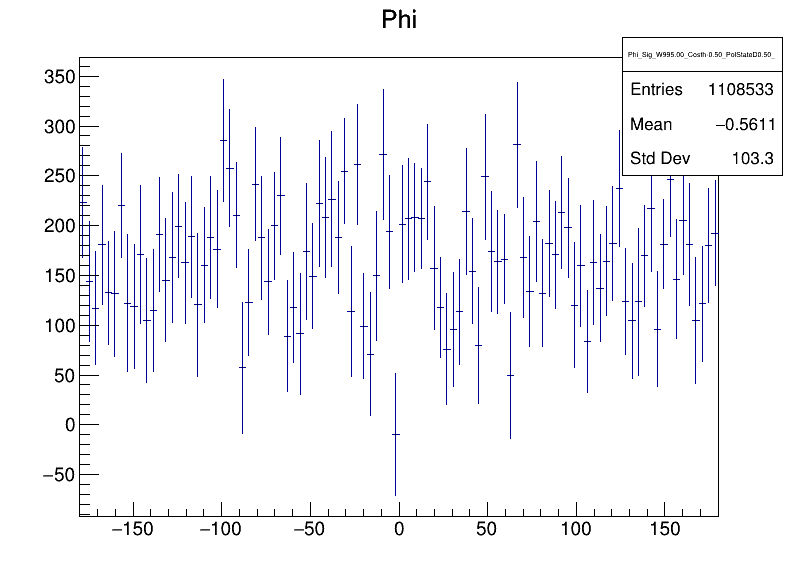 Phi
Phi_Sig_W995.00_Costh-0.50_PolStateD0.50_
Entries 1108533
Mean −0.5611
Std Dev 103.3
350
300
250
200
150
100
50
0
−50
−150 −100 −50 0 50 100 150